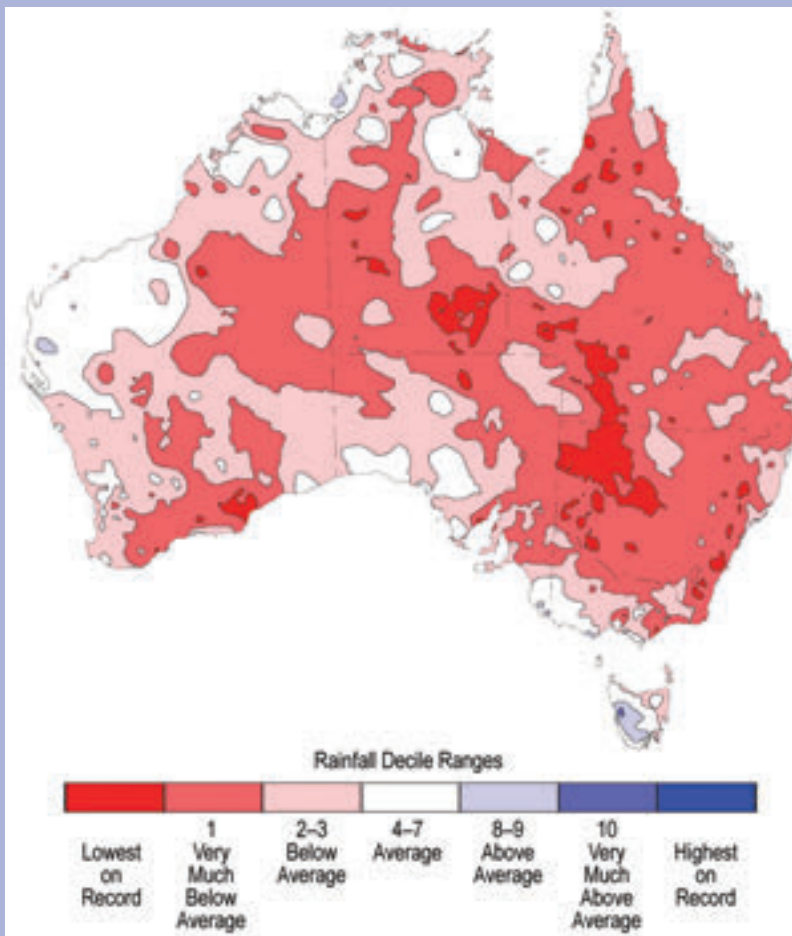 Rainfall Decile Ranges
Lowest on Record
1 Very Much Below Average
2–3 Below Average
4–7 Average
8–9 Above Average
10 Very Much Above Average
Highest on Record